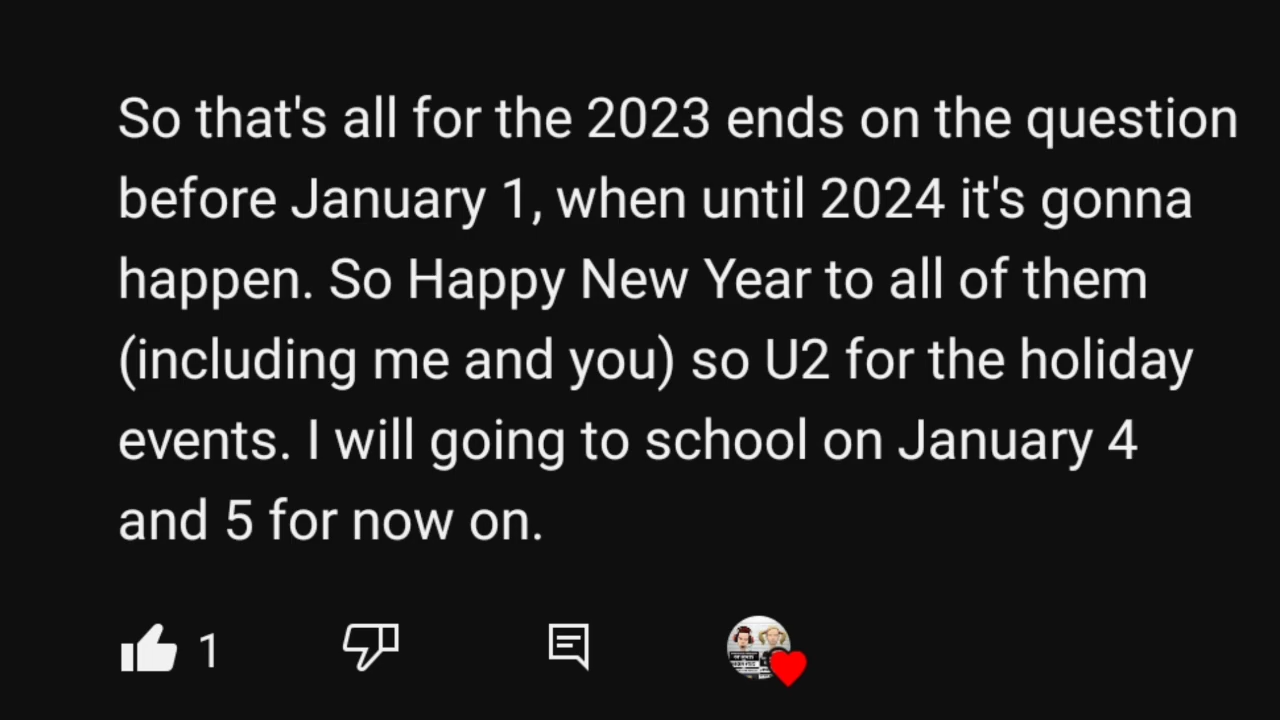 So that's all for the 2023 ends on the question
before January 1, when until 2024 it's gonna
happen. So Happy New Year to all of them
(including me and you) so U2 for the holiday
events. I will going to school on January 4
and 5 for now on.
1